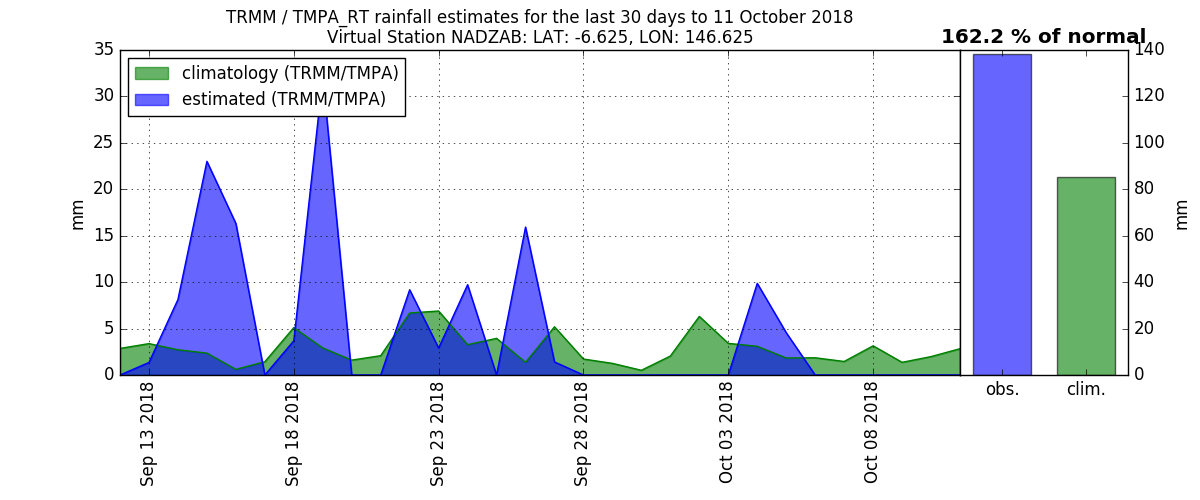 TRMM / TMPA_RT rainfall estimates for the last 30 days to 11 October 2018
Virtual Station NADZAB: LAT: -6.625, LON: 146.625
162.2 % of normal
climatology (TRMM/TMPA)
estimated (TRMM/TMPA)
mm
35
30
25
20
15
10
5
0
Sep 13 2018
Sep 18 2018
Sep 23 2018
Sep 28 2018
Oct 03 2018
Oct 08 2018
140
120
100
80
60
40
20
0
mm
obs.
clim.